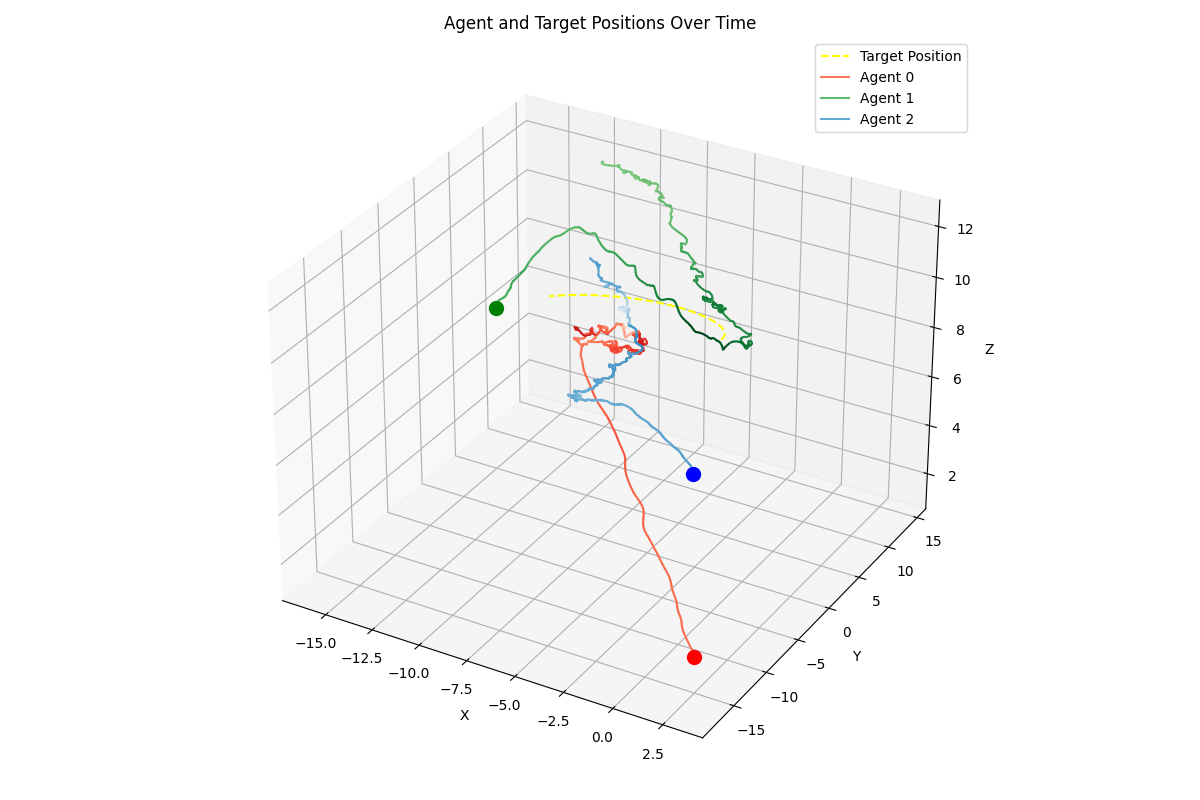 Agent and Target Positions Over Time
Target Position
Agent 0
Agent 1
Agent 2
12
10
8
Z
6
4
2
15
10
5
0
Y
−5
−10
−15
−15.0
−12.5
−10.0
−7.5
X
−5.0
−2.5
0.0
2.5